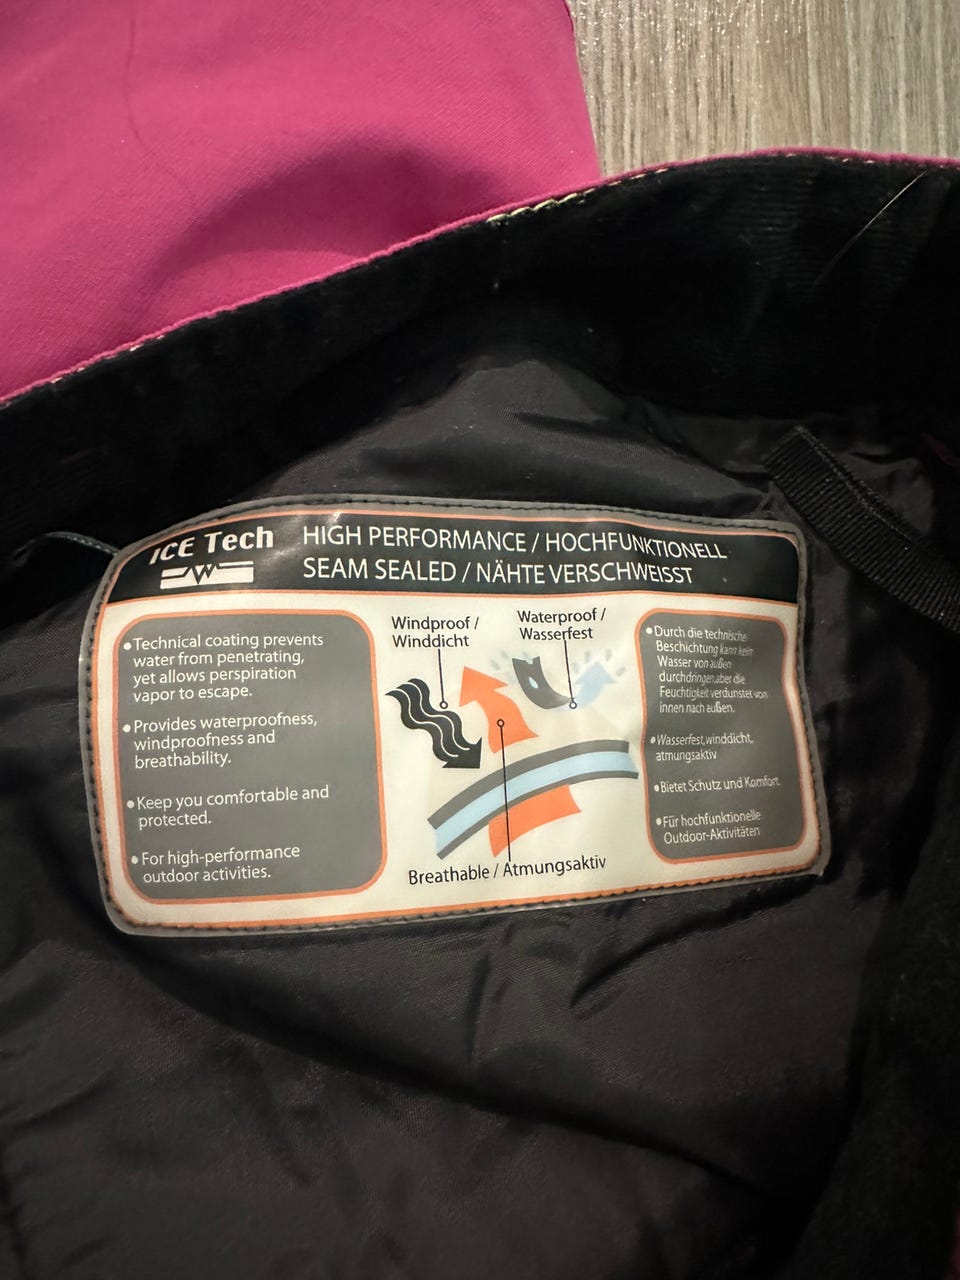 ICE Tech
HIGH PERFORMANCE / HOCHFUNKTIONELL
SEAM SEALED / NÄHTE VERSCHWEISST
• Technical coating prevents
water from penetrating,
yet allows perspiration
vapor to escape.
• Provides waterproofness,
windproofness and
breathability.
• Keep you comfortable and
protected.
• For high-performance
outdoor activities.
Windproof /
Winddicht
Waterproof /
Wasserfest
Breathable / Atmungsaktiv
• Durch die technische
Beschichtung kann kein
Wasser von außen
durchdringen,aber die
Feuchtigkeit verdunstet von
innen nach außen.
• Wasserfest,winddicht,
atmungsaktiv
• Bietet Schutz und Komfort.
• Für hochfunktionelle
Outdoor-Aktivitäten